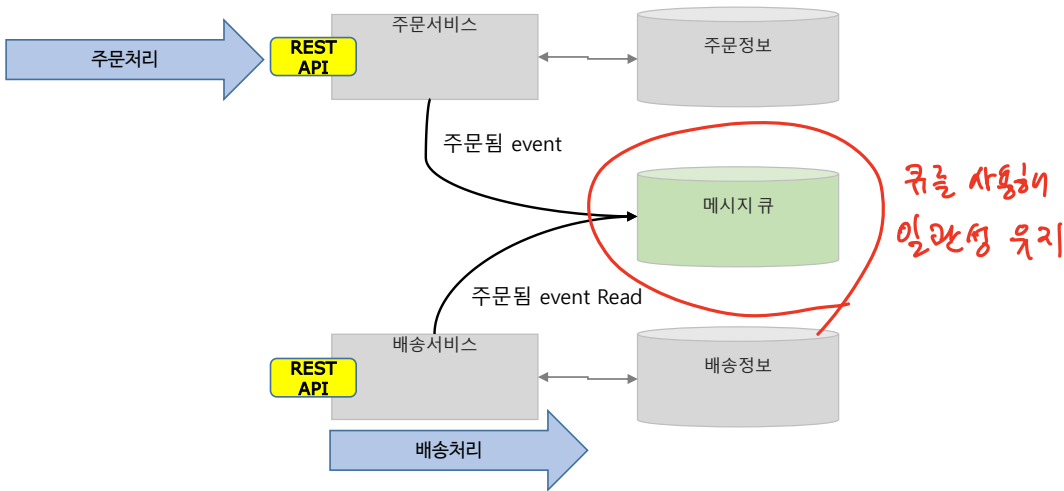 주문처리
REST
API
주문서비스
주문정보
주문됨 event
메시지 큐
큐를 사용해
일관성 유지
주문됨 event Read
REST
API
배송서비스
배송정보
배송처리